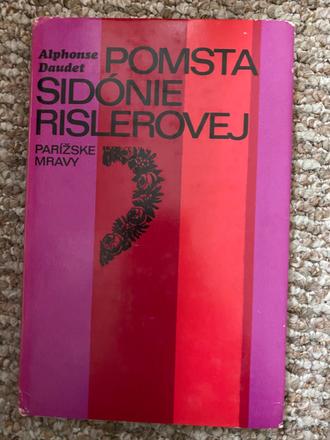 Alphonse
Daudet
POMSTA
SIDÓNIE
RISLEROVEJ
PARÍŽSKE
MRAVY